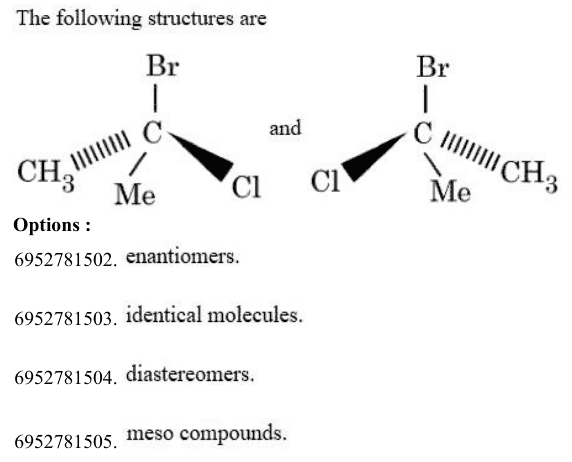 The following structures are
Br Br
C and C
CH3 Me Cl Cl Me CH3
Options :
6952781502. enantiomers.
6952781503. identical molecules.
6952781504. diastereomers.
6952781505. meso compounds.